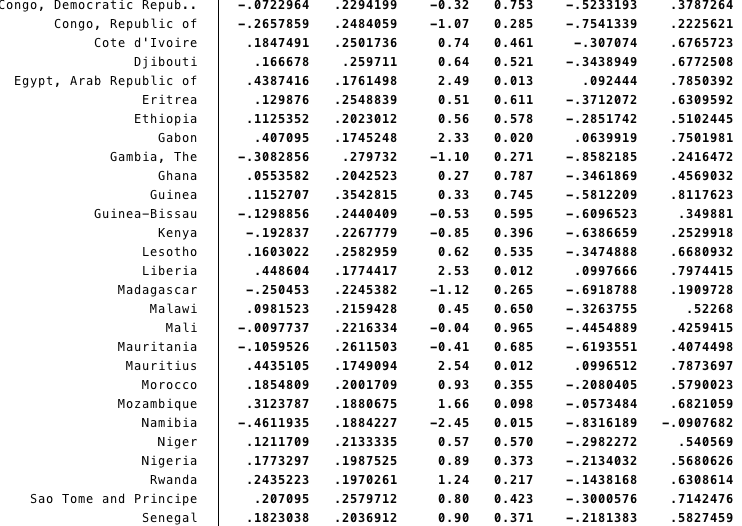 Congo, Democratic Repub.. -.0722964 .2294199 -0.32 0.753 -.5233193 .3787264
Congo, Republic of -.2657859 .2484059 -1.07 0.285 -.7541339 .2225621
Cote d'Ivoire .1847491 .2501736 0.74 0.461 -.307074 .6765723
Djibouti .166678 .259711 0.64 0.521 -.3438949 .6772508
Egypt, Arab Republic of .4387416 .1761498 2.49 0.013 .092444 .7850392
Eritrea .129876 .2548839 0.51 0.611 -.3712072 .6309592
Ethiopia .1125352 .2023012 0.56 0.578 -.2851742 .5102445
Gabon .407095 .1745248 2.33 0.020 .0639919 .7501981
Gambia, The -.3082856 .279732 -1.10 0.271 -.8582185 .2416472
Ghana .0553582 .2042523 0.27 0.787 -.3461869 .4569032
Guinea .1152707 .3542815 0.33 0.745 -.5812209 .8117623
Guinea-Bissau -.1298856 .2440409 -0.53 0.595 -.6096523 .349881
Kenya -.192837 .2267779 -0.85 0.396 -.6386659 .2529918
Lesotho .1603022 .2582959 0.62 0.535 -.3474888 .6680932
Liberia .448604 .1774417 2.53 0.012 .0997666 .7974415
Madagascar -.250453 .2245382 -1.12 0.265 -.6918788 .1909728
Malawi .0981523 .2159428 0.45 0.650 -.3263755 .52268
Mali -.0097737 .2216334 -0.04 0.965 -.4454889 .4259415
Mauritania -.1059526 .2611503 -0.41 0.685 -.6193551 .4074498
Mauritius .4435105 .1749094 2.54 0.012 .0996512 .7873697
Morocco .1854809 .2001709 0.93 0.355 -.2080405 .5790023
Mozambique .3123787 .1880675 1.66 0.098 -.0573484 .6821059
Namibia -.4611935 .1884227 -2.45 0.015 -.8316189 -.0907682
Niger .1211709 .2133335 0.57 0.570 -.2982272 .540569
Nigeria .1773297 .1987525 0.89 0.373 -.2134032 .5680626
Rwanda .2435223 .1970261 1.24 0.217 -.1438168 .6308614
Sao Tome and Principe .207095 .2579712 0.80 0.423 -.3000576 .7142476
Senegal .1823038 .2036912 0.90 0.371 -.2181383 .5827459